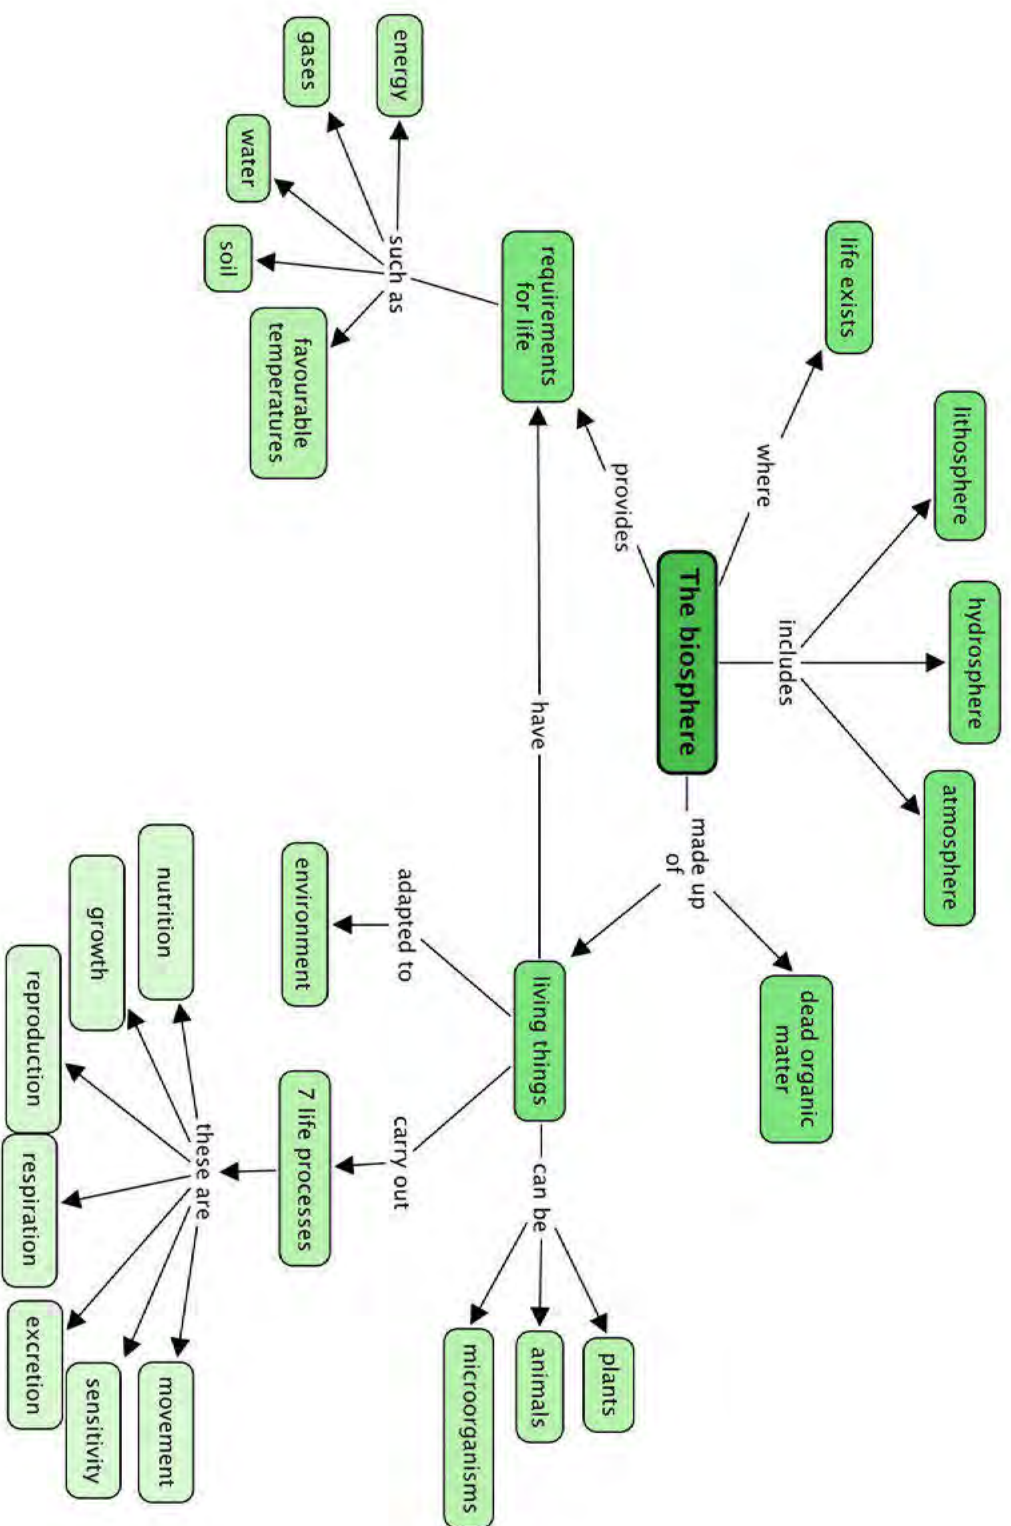 lithosphere
hydrosphere
atmosphere
life exists
where
includes
The biosphere
made up
of
dead organic
matter
provides
requirements
for life
have
living things
can be
plants
animals
microorganisms
such as
energy
gases
water
soil
favourable
temperatures
adapted to
environment
carry out
7 life processes
these are
nutrition
growth
reproduction
respiration
excretion
sensitivity
movement